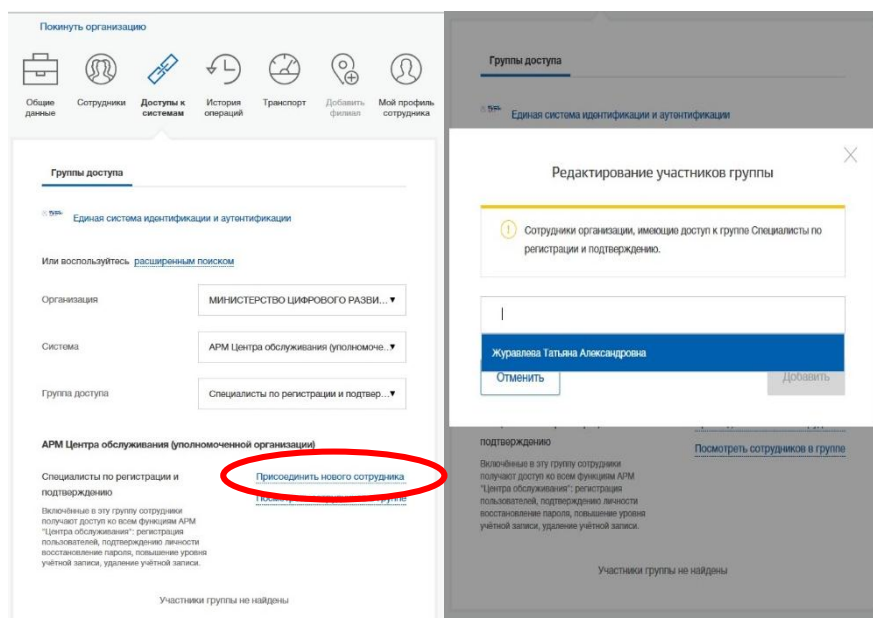 Покинуть организацию
Общие данные
Сотрудники
Доступы к системам
История операций
Транспорт
Добавить филиал
Мой профиль сотрудника
Группы доступа
Единая система идентификации и аутентификации
Или воспользуйтесь расширенным поиском
Организация
МИНИСТЕРСТВО ЦИФРОВОГО РАЗВИ...▼
Система
АРМ Центра обслуживания (уполномоче...▼
Группа доступа
Специалисты по регистрации и подтвер...▼
АРМ Центра обслуживания (уполномоченной организации)
Специалисты по регистрации и
подтверждению
Присоединить нового сотрудника
Включённые в эту группу сотрудники
получают доступ ко всем функциям АРМ
"Центра обслуживания": регистрация
пользователей, подтверждению личности
восстановление пароля, повышение уровня
учётной записи, удаление учётной записи.
Участники группы не найдены
Группы доступа
Единая система идентификации и аутентификации
Редактирование участников группы
Сотрудники организации, имеющие доступ к группе Специалисты по
регистрации и подтверждению.
Журавлева Татьяна Александровна
Отменить
Добавить
подтверждению
Посмотреть сотрудников в группе
Включённые в эту группу сотрудники
получают доступ ко всем функциям АРМ
"Центра обслуживания": регистрация
пользователей, подтверждению личности
восстановление пароля, повышение уровня
учётной записи, удаление учётной записи.
Участники группы не найдены